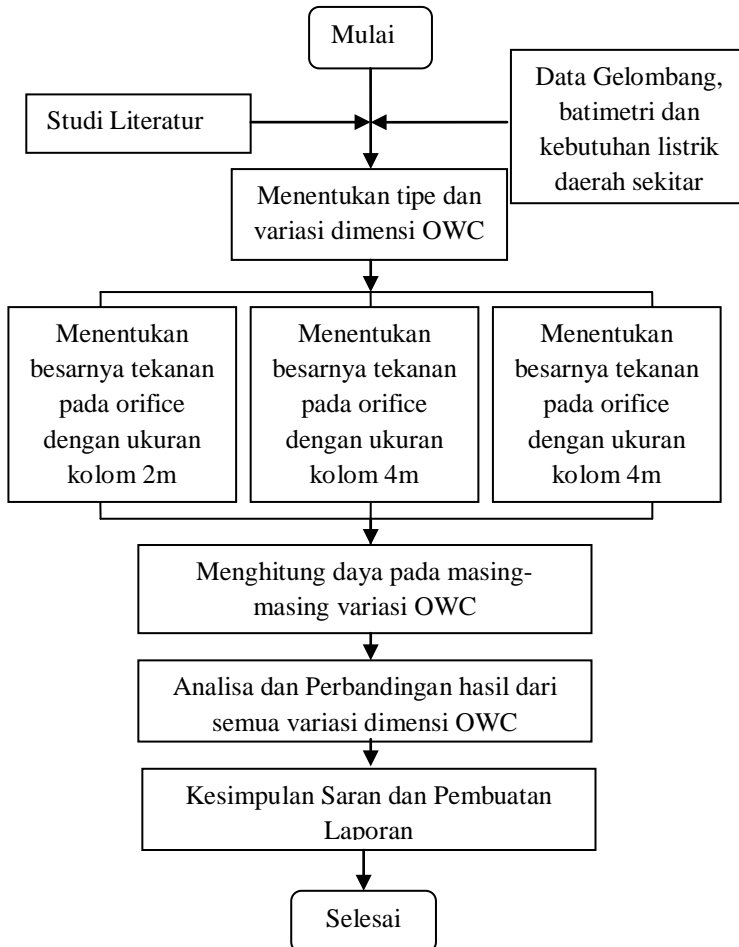 Mulai
Studi Literatur
Data Gelombang,
batimetri dan
kebutuhan listrik
daerah sekitar
Menentukan tipe dan
variasi dimensi OWC
Menentukan
besarnya tekanan
pada orifice
dengan ukuran
kolom 2m
Menentukan
besarnya tekanan
pada orifice
dengan ukuran
kolom 4m
Menentukan
besarnya tekanan
pada orifice
dengan ukuran
kolom 4m
Menghitung daya pada masing-
masing variasi OWC
Analisa dan Perbandingan hasil dari
semua variasi dimensi OWC
Kesimpulan Saran dan Pembuatan
Laporan
Selesai